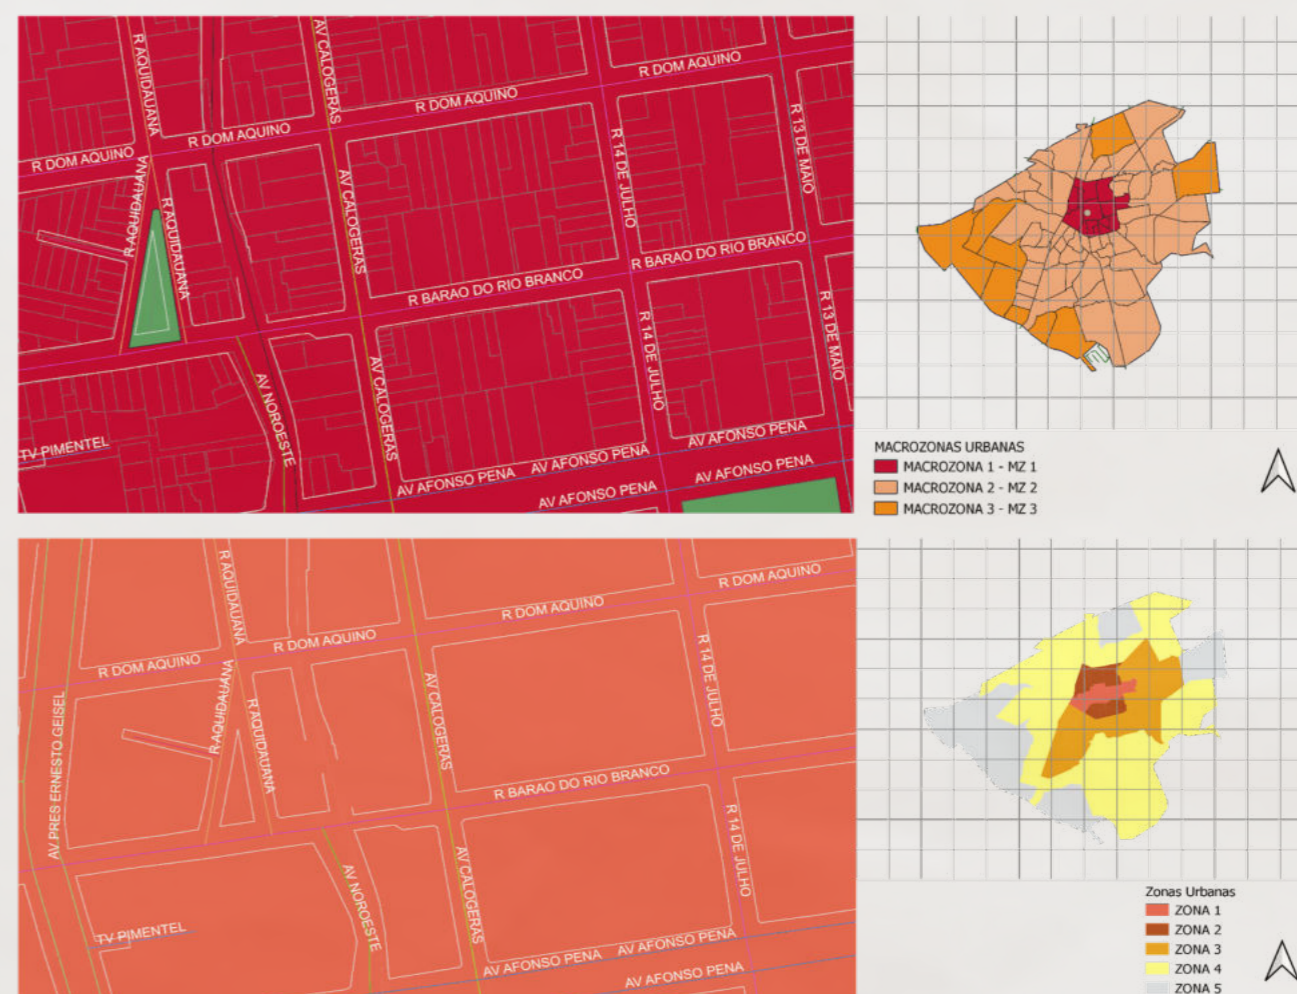 R AQUIDAUANA
AV CALOGERAS
R DOM AQUINO
R DOM AQUINO
R DOM AQUINO
R DOM AQUINO
R 14 DE JULHO
R 13 DE MAIO
R AQUIDAUANA
R AQUIDAUANA
AV CALOGERAS
R BARAO DO RIO BRANCO
R BARAO DO RIO BRANCO
R 14 DE JULHO
R 13 DE MAIO
AV NOROESTE
AV CALOGERAS
TV PIMENTEL
AV AFONSO PENA
AV AFONSO PENA
AV AFONSO PENA
AV AFONSO PENA
AV AFONSO PENA
MACROZONAS URBANAS
MACROZONA 1 - MZ 1
MACROZONA 2 - MZ 2
MACROZONA 3 - MZ 3
R AQUIDAUANA
R DOM AQUINO
R DOM AQUINO
R DOM AQUINO
R DOM AQUINO
AV PRES ERNESTO GEISEL
R AQUIDAUANA
R AQUIDAUANA
AV CALOGERAS
R 14 DE JULHO
R BARAO DO RIO BRANCO
R 14 DE JULHO
AV NOROESTE
AV CALOGERAS
TV PIMENTEL
AV AFONSO PENA
AV AFONSO PENA
AV AFONSO PENA
Zonas Urbanas
ZONA 1
ZONA 2
ZONA 3
ZONA 4
ZONA 5